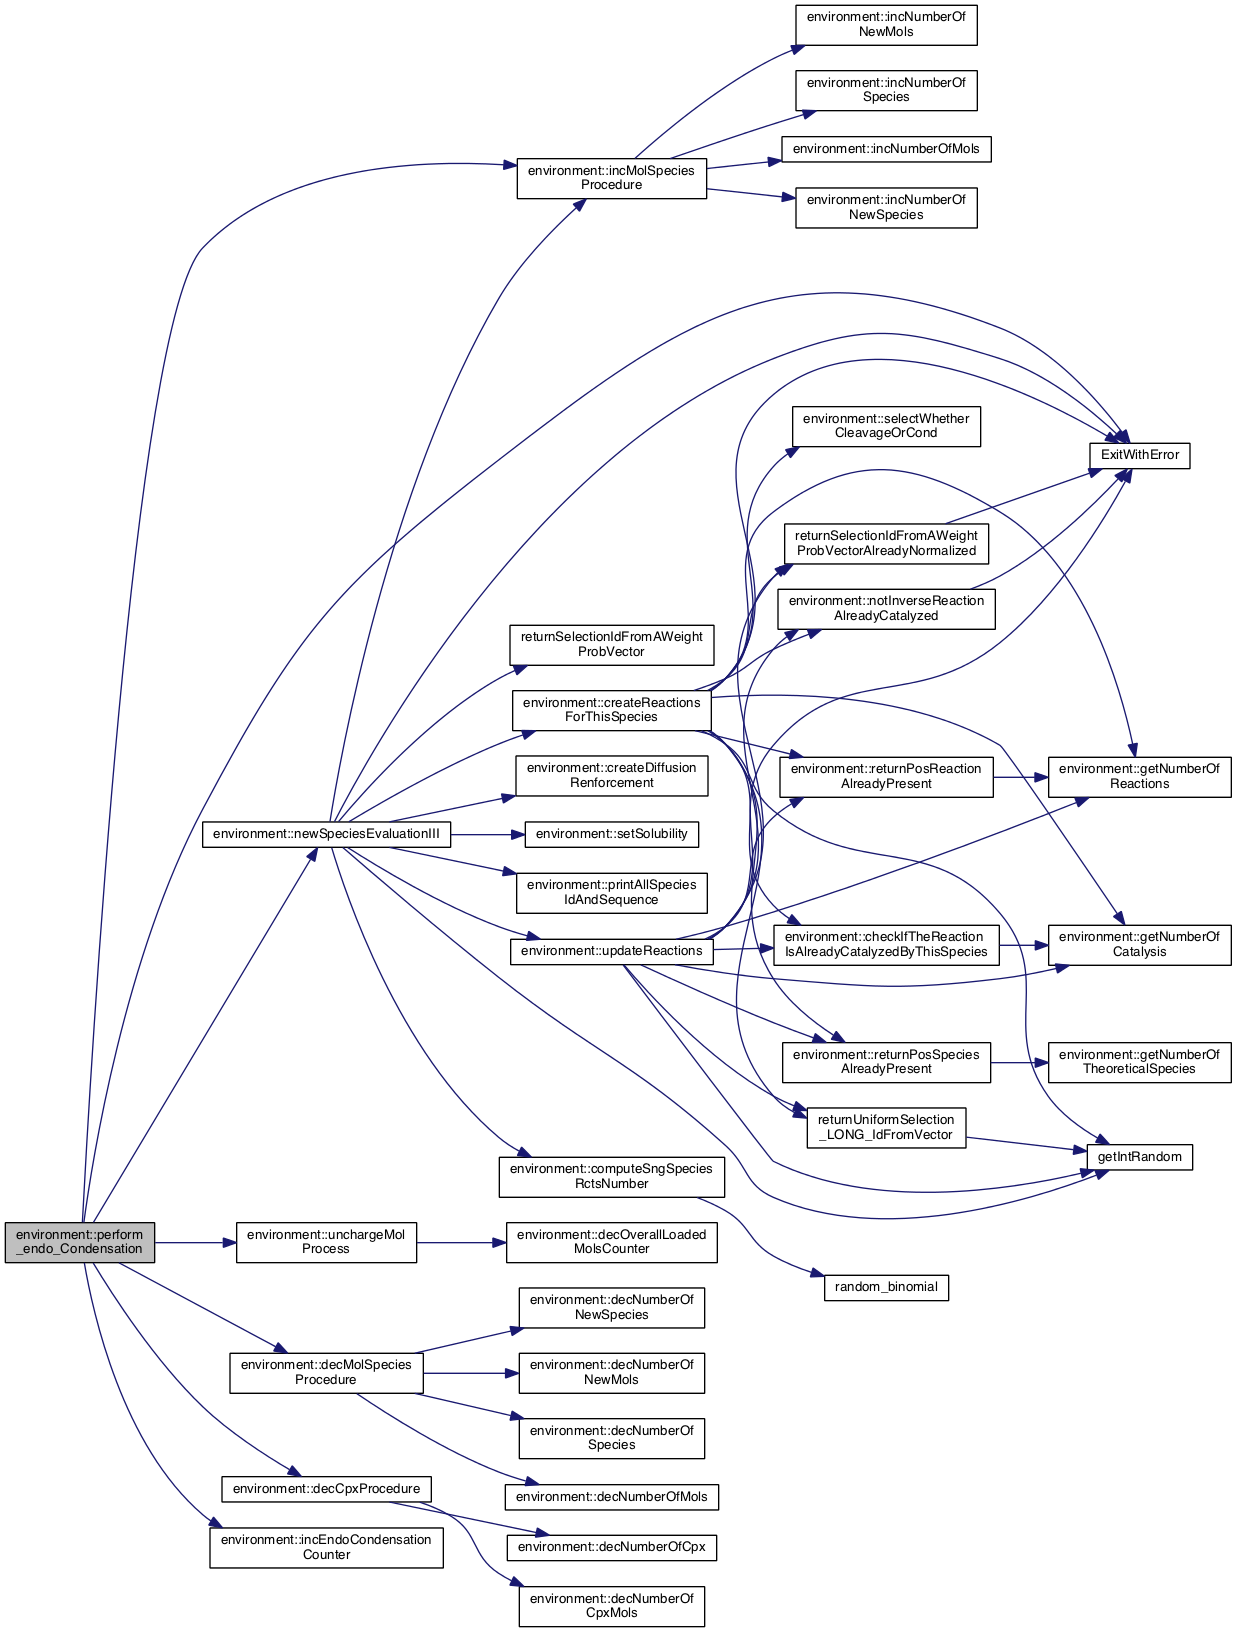 environment::incNumberOf
NewMols
environment::incNumberOf
Species
environment::incNumberOfMols
environment::incMolSpecies
Procedure
environment::incNumberOf
NewSpecies
environment::selectWhether
CleavageOrCond
ExitWithError
returnSelectionIdFromAWeight
ProbVectorAlreadyNormalized
environment::notInverseReaction
AlreadyCatalyzed
returnSelectionIdFromAWeight
ProbVector
environment::createReactions
ForThisSpecies
environment::createDiffusion
Renforcement
environment::returnPosReaction
AlreadyPresent
environment::getNumberOf
Reactions
environment::newSpeciesEvaluationIII
environment::setSolubility
environment::printAllSpecies
IdAndSequence
environment::updateReactions
environment::checkIfTheReaction
IsAlreadyCatalyzedByThisSpecies
environment::getNumberOf
Catalysis
environment::returnPosSpecies
AlreadyPresent
environment::getNumberOf
TheoreticalSpecies
returnUniformSelection
_LONG_IdFromVector
getIntRandom
environment::computeSngSpecies
RctsNumber
environment::perform
_endo_Condensation
environment::unchargeMol
Process
environment::decOverallLoaded
MolsCounter
random_binomial
environment::decNumberOf
NewSpecies
environment::decMolSpecies
Procedure
environment::decNumberOf
NewMols
environment::decNumberOf
Species
environment::decCpxProcedure
environment::decNumberOfMols
environment::incEndoCondensation
Counter
environment::decNumberOfCpx
environment::decNumberOf
CpxMols